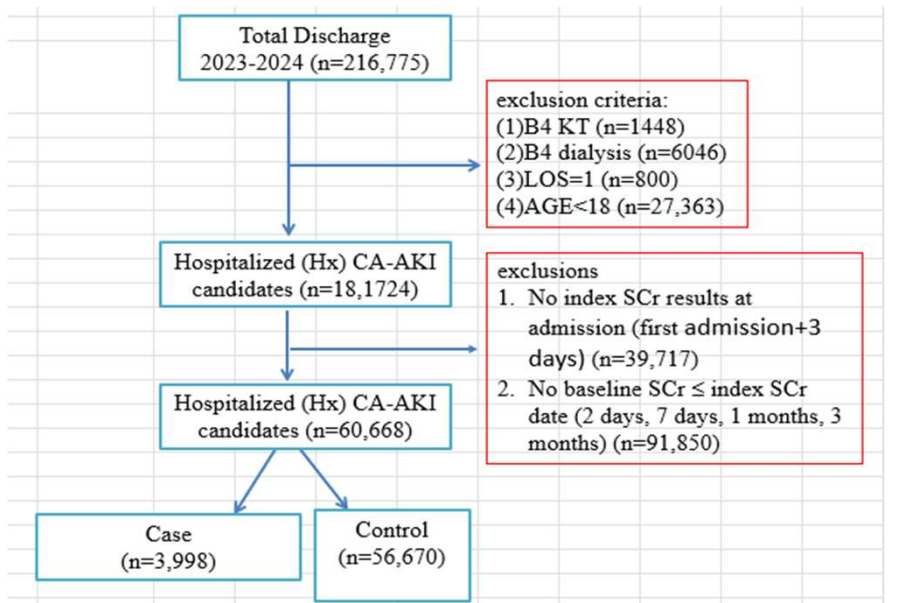 Total Discharge
2023-2024 (n=216,775)
exclusion criteria:
(1)B4 KT (n=1448)
(2)B4 dialysis (n=6046)
(3)LOS=1 (n=800)
(4)AGE<18 (n=27,363)
Hospitalized (Hx) CA-AKI
candidates (n=18,1724)
exclusions
1. No index SCr results at
admission (first admission+3
days) (n=39,717)
2. No baseline SCr ≤ index SCr
date (2 days, 7 days, 1 months, 3
months) (n=91,850)
Hospitalized (Hx) CA-AKI
candidates (n=60,668)
Case
(n=3,998)
Control
(n=56,670)